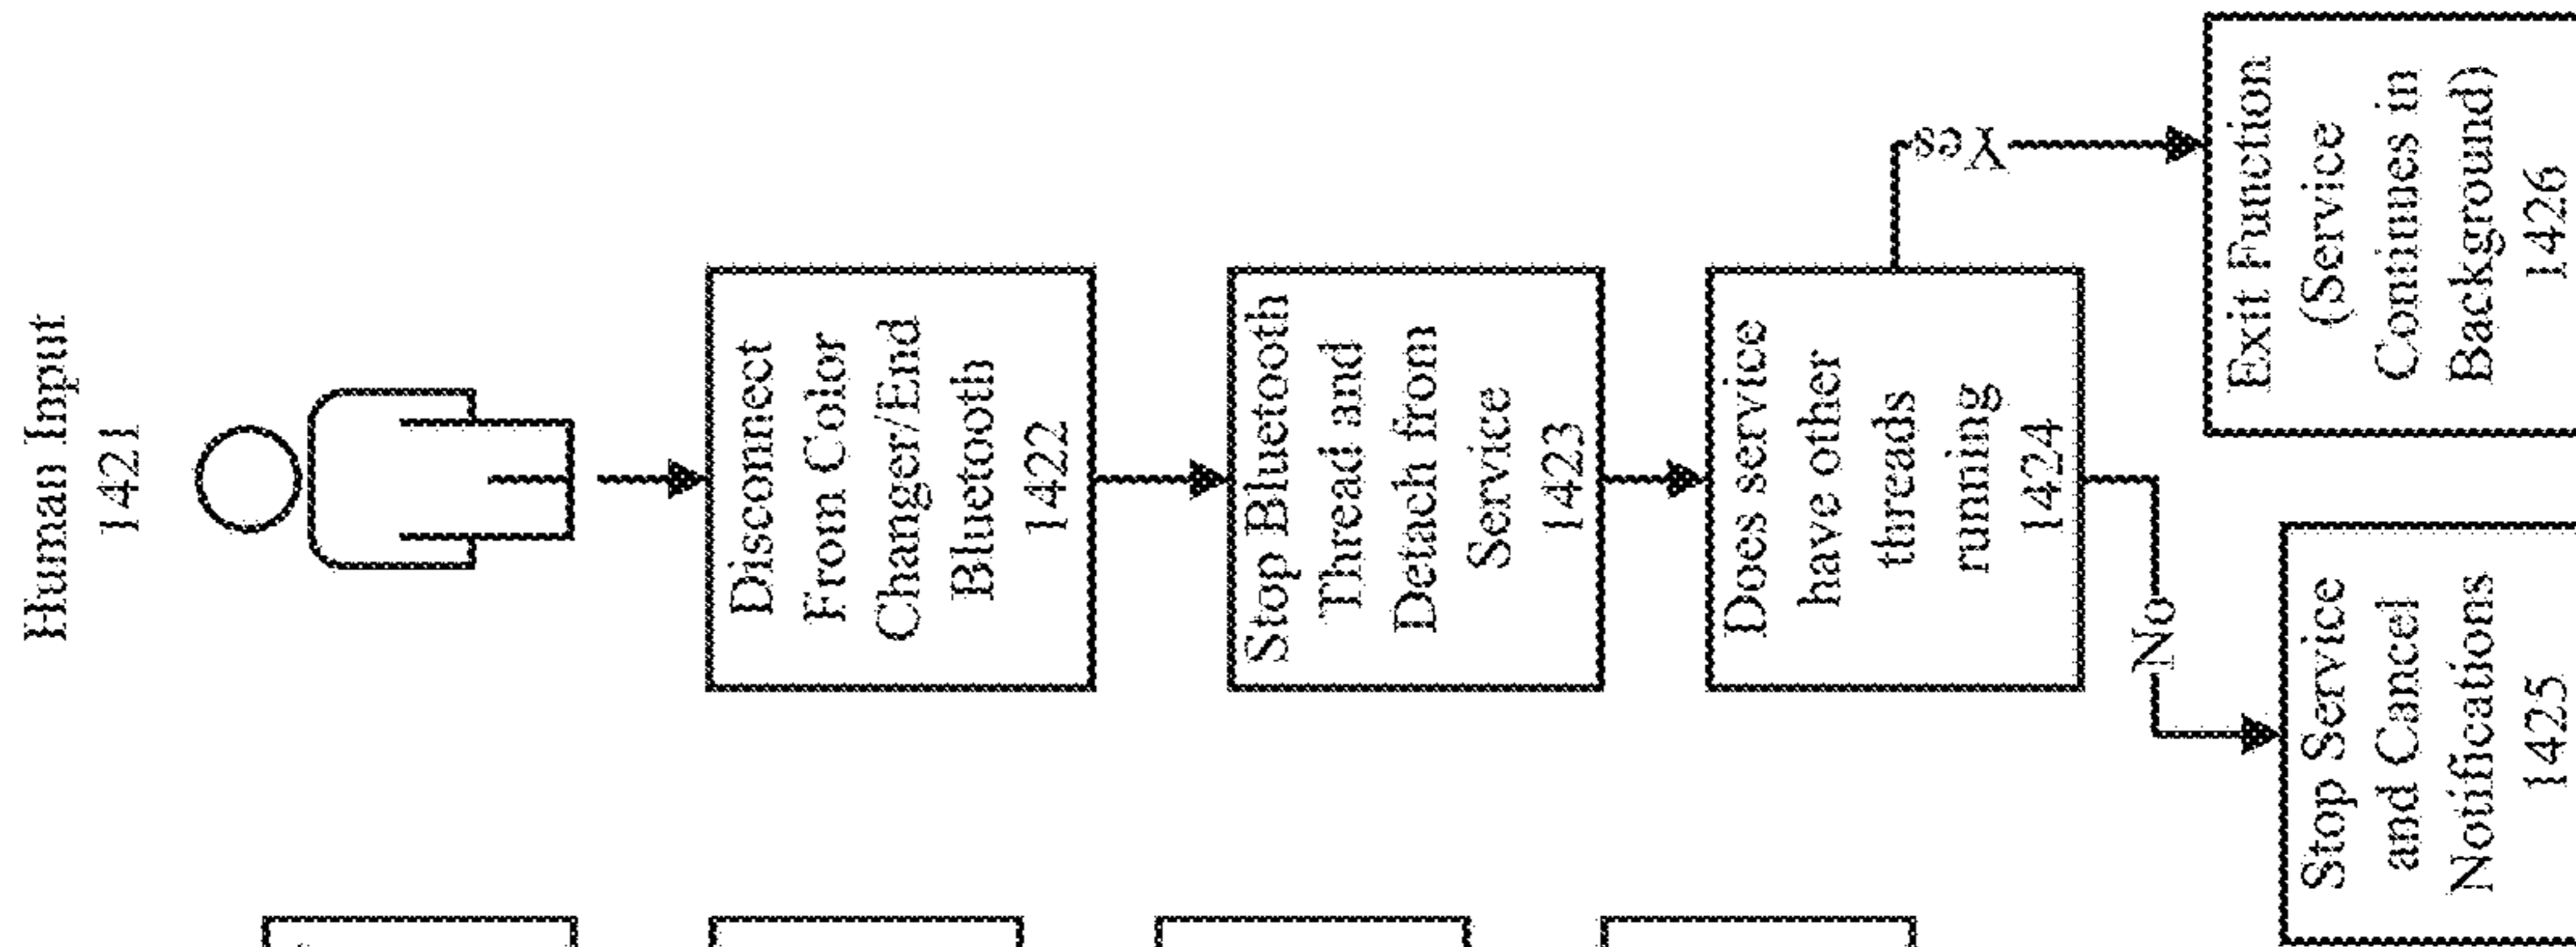 Human Input
1421
Disconnect
From Color
Changer/End
Bluetooth
1422
Stop Bluetooth
Thread and
Detach from
Service
1423
Does service
have other
threads
running
1424
Yes
No
Exit Function
(Service
Continues in
Background)
1426
Stop Service
and Cancel
Notifications
1425